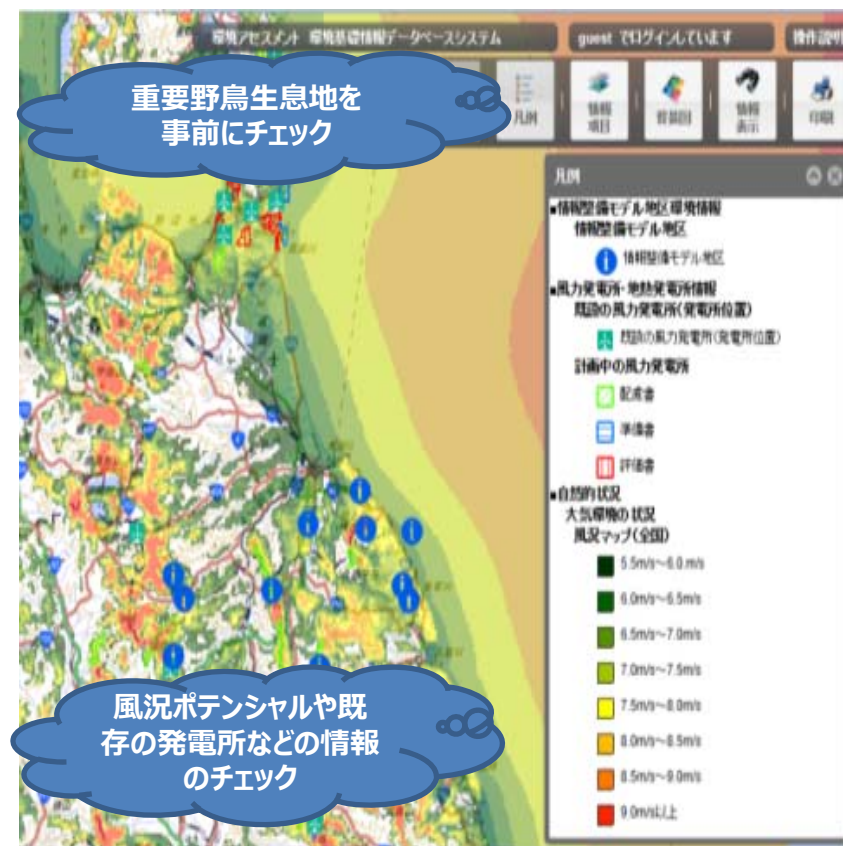 環境アセスメント 環境基礎情報データベースシステム
guest でログインしています
操作説明
重要野鳥生息地を
事前にチェック
凡例
情報
項目
背景図
情報
表示
印刷
凡例
■情報整備モデル地区環境情報
情報整備モデル地区
情報整備モデル地区
■風力発電所・地熱発電所情報
既設の風力発電所(発電所位置)
既設の風力発電所(発電所位置)
計画中の風力発電所
配慮書
準備書
評価書
■自然的状況
大気環境の状況
風況マップ(全国)
5.5m/s～6.0.m/s
6.0m/s～6.5m/s
6.5m/s～7.0m/s
7.0m/s～7.5m/s
7.5m/s～8.0m/s
8.0m/s～8.5m/s
8.5m/s～9.0m/s
9.0m/s以上
風況ポテンシャルや既
存の発電所などの情報
のチェック